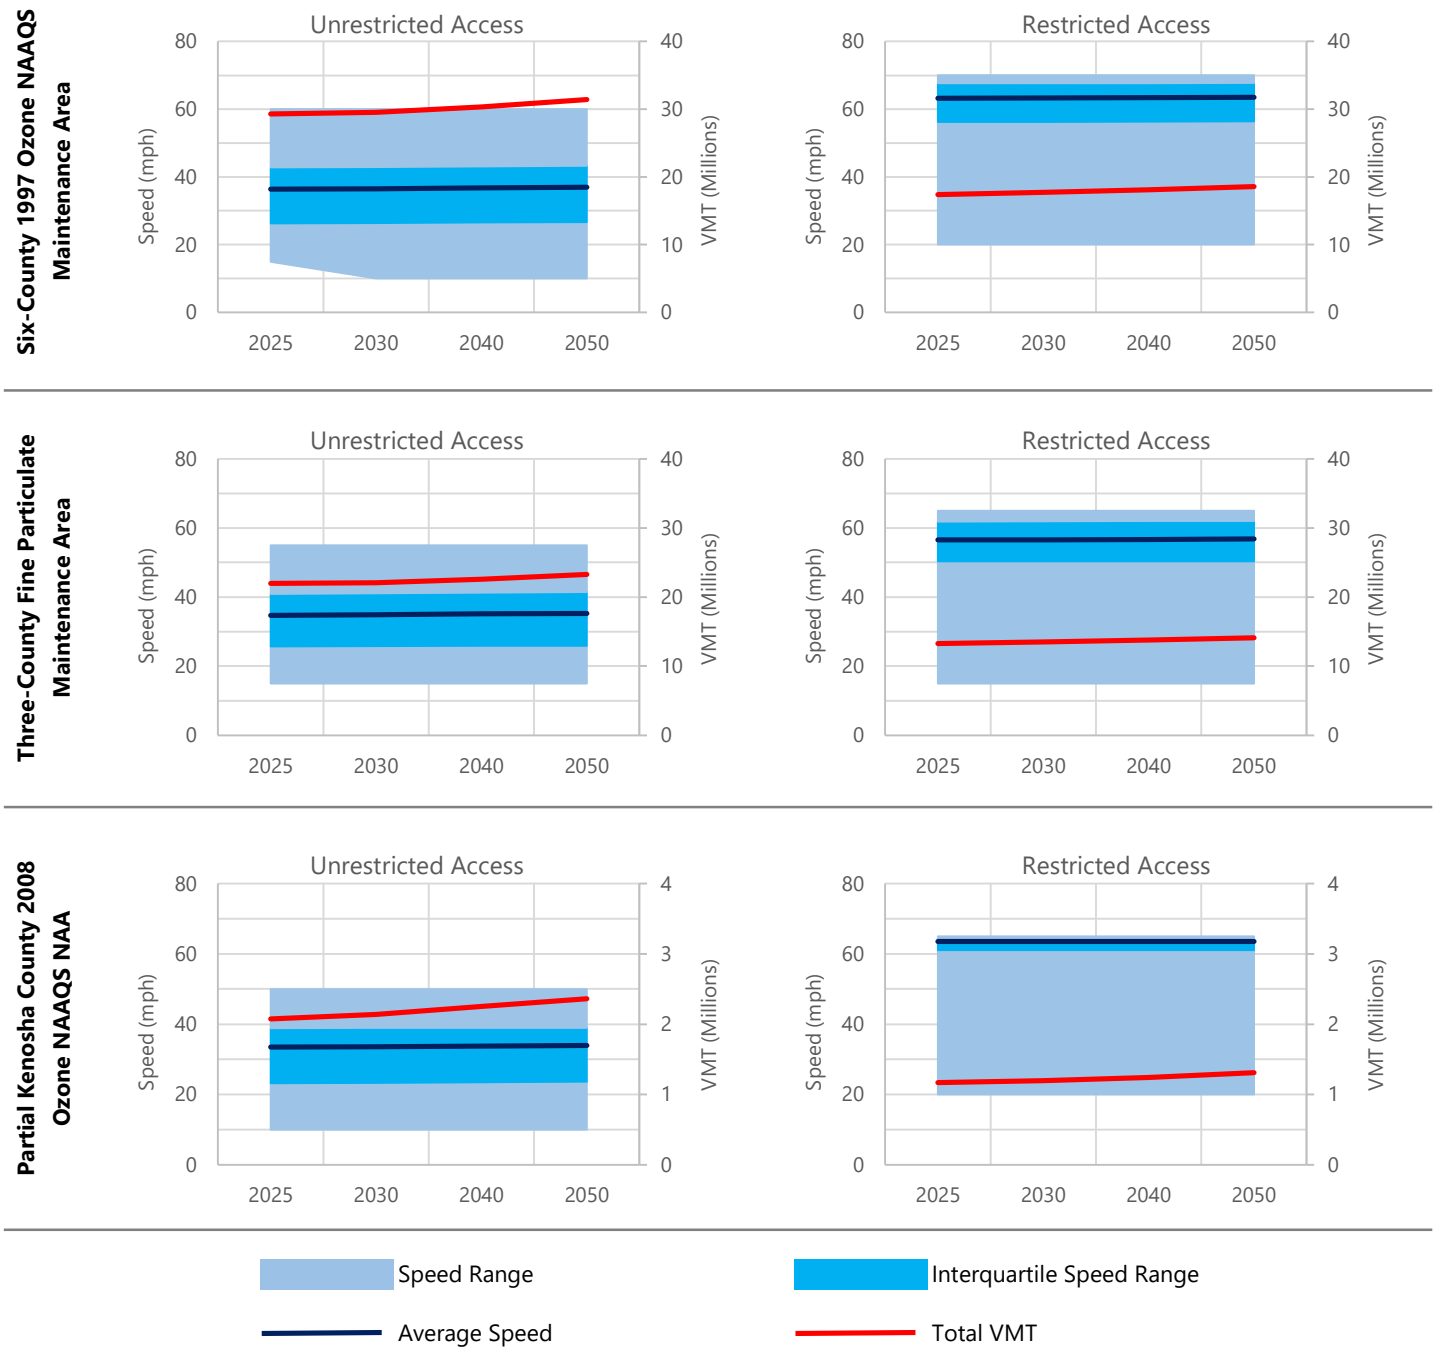 Six-County 1997 Ozone NAAQS
Maintenance Area
Unrestricted Access
80
60
40
20
0
Speed (mph)
40
30
20
10
0
VMT (Millions)
2025 2030 2040 2050
Restricted Access
80
60
40
20
0
Speed (mph)
40
30
20
10
0
VMT (Millions)
2025 2030 2040 2050
Three-County Fine Particulate
Maintenance Area
Unrestricted Access
80
60
40
20
0
Speed (mph)
40
30
20
10
0
VMT (Millions)
2025 2030 2040 2050
Restricted Access
80
60
40
20
0
Speed (mph)
40
30
20
10
0
VMT (Millions)
2025 2030 2040 2050
Partial Kenosha County 2008
Ozone NAAQS NAA
Unrestricted Access
80
60
40
20
0
Speed (mph)
4
3
2
1
0
VMT (Millions)
2025 2030 2040 2050
Restricted Access
80
60
40
20
0
Speed (mph)
4
3
2
1
0
VMT (Millions)
2025 2030 2040 2050
Speed Range
Interquartile Speed Range
Average Speed
Total VMT